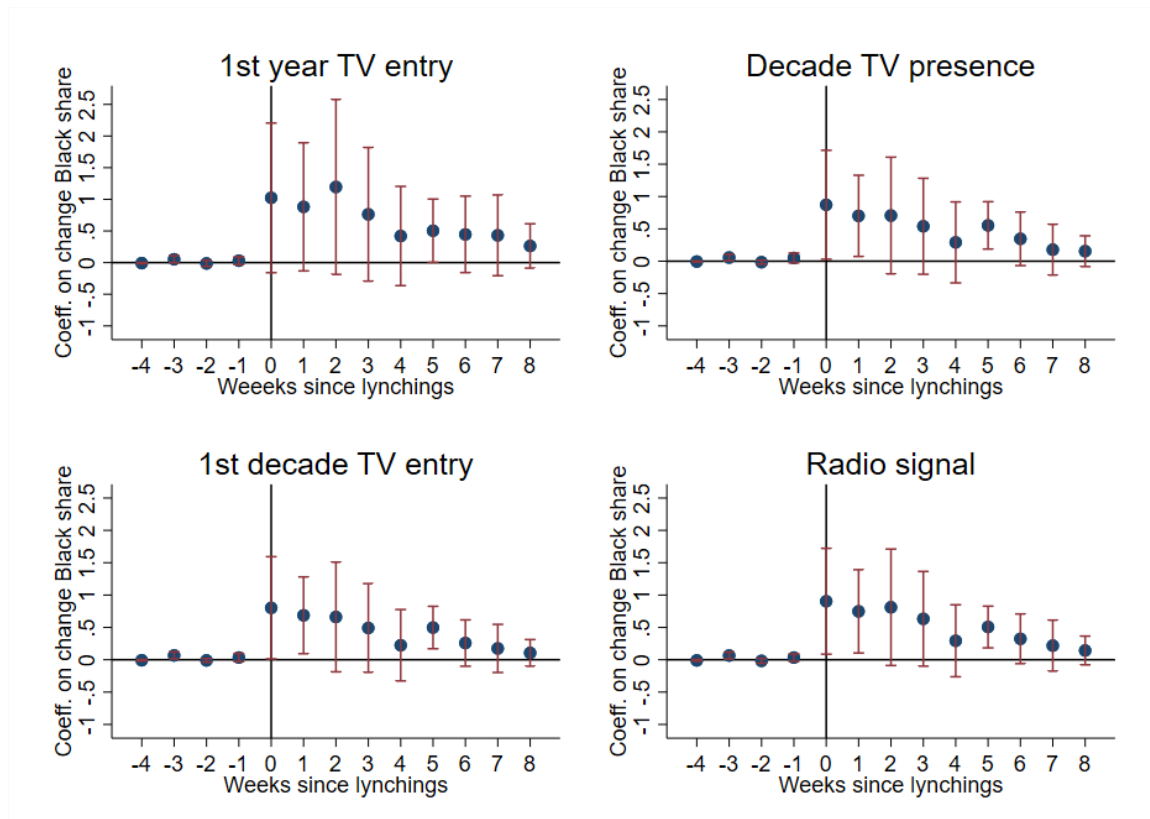 1st year TV entry
Coeff. on change Black share
-1 -.5 0 .5 1 1.5 2 2.5
-4 -3 -2 -1 0 1 2 3 4 5 6 7 8
Weeeks since lynchings
Decade TV presence
Coeff. on change Black share
-1 -.5 0 .5 1 1.5 2 2.5
-4 -3 -2 -1 0 1 2 3 4 5 6 7 8
Weeks since lynchings
1st decade TV entry
Coeff. on change Black share
-1 -.5 0 .5 1 1.5 2 2.5
-4 -3 -2 -1 0 1 2 3 4 5 6 7 8
Weeks since lynchings
Radio signal
Coeff. on change Black share
-1 -.5 0 .5 1 1.5 2 2.5
-4 -3 -2 -1 0 1 2 3 4 5 6 7 8
Weeks since lynchings